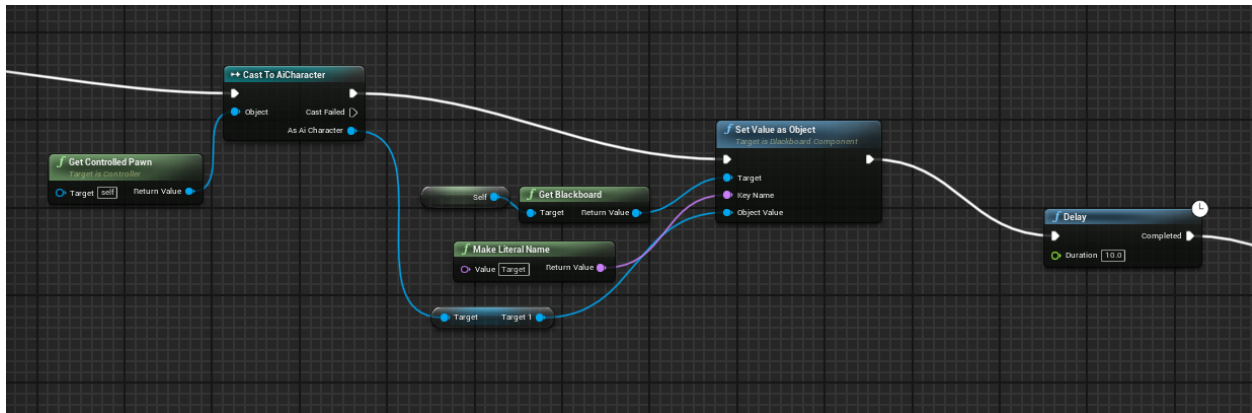 Cast To AiCharacter
Object
Cast Failed
As Ai Character
f Get Controlled Pawn
Target is Controller
Target self
Return Value
Self
f Get Blackboard
Target
Return Value
f Make Literal Name
Value Target
Return Value
Target
Target 1
f Set Value as Object
Target is Blackboard Component
Target
Key Name
Object Value
f Delay
Completed
Duration 10.0